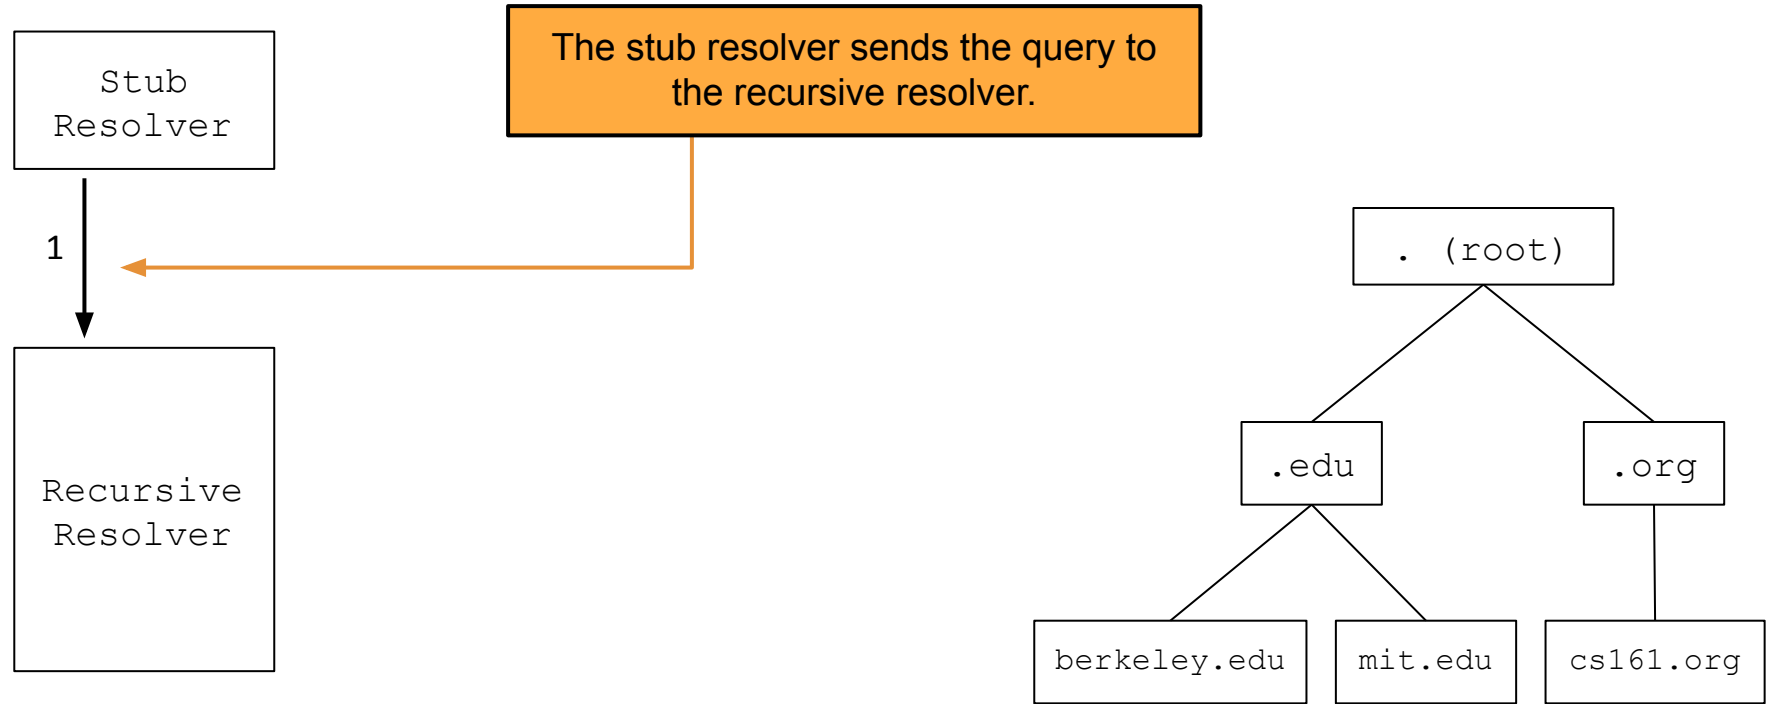 Stub
Resolver
The stub resolver sends the query to
the recursive resolver.
1
Recursive
Resolver
. (root)
.edu
.org
berkeley.edu
mit.edu
cs161.org